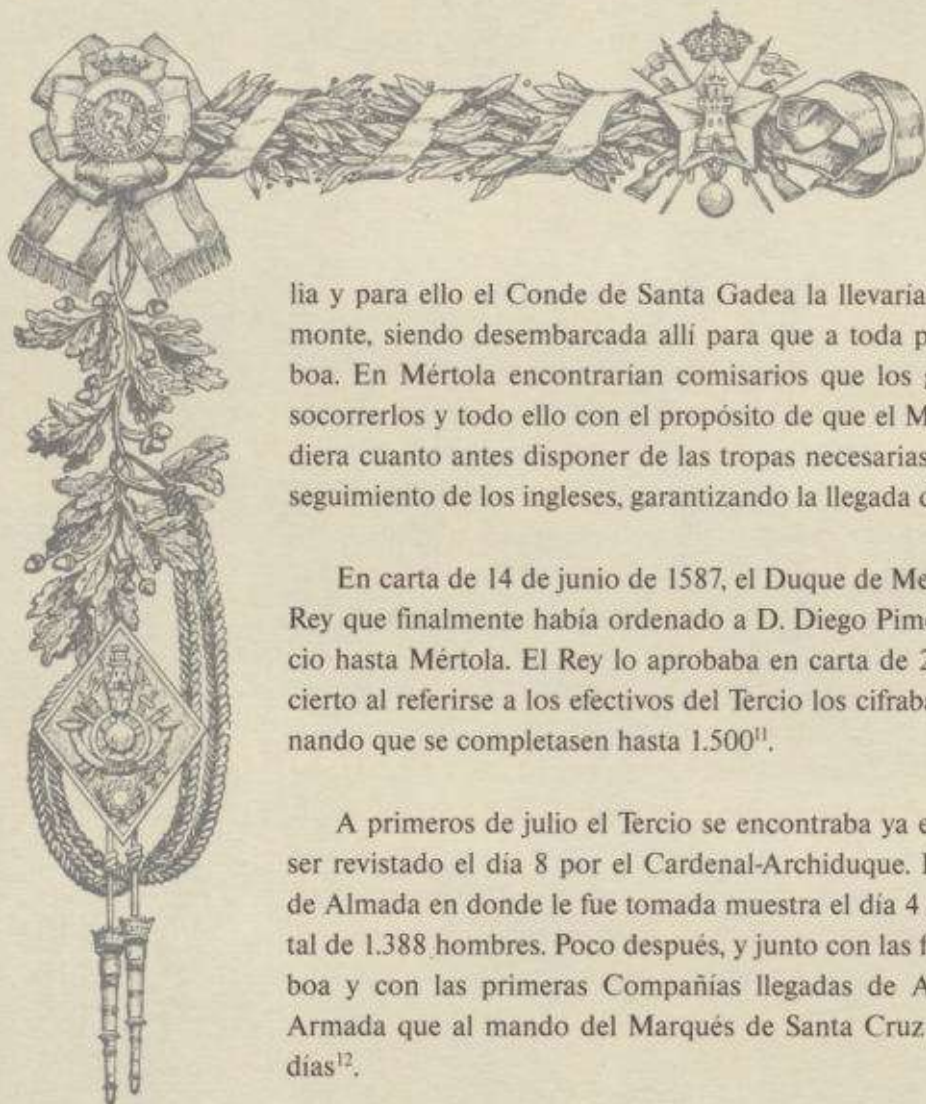 lia y para ello el Conde de Santa Gadea la llevaría
monte, siendo desembarcada allí para que a toda p
boa. En Mértola encontrarían comisarios que los g
socorrerlos y todo ello con el propósito de que el M
diera cuanto antes disponer de las tropas necesarias
seguimiento de los ingleses, garantizando la llegada d
En carta de 14 de junio de 1587, el Duque de Me
Rey que finalmente había ordenado a D. Diego Pime
cio hasta Mértola. El Rey lo aprobaba en carta de 2
cierto al referirse a los efectivos del Tercio los cifraba
nando que se completasen hasta 1.500¹¹.
A primeros de julio el Tercio se encontraba ya e
ser revistado el día 8 por el Cardenal-Archiduque. I
de Almada en donde le fue tomada muestra el día 4
tal de 1.388 hombres. Poco después, y junto con las f
boa y con las primeras Compañías llegadas de A
Armada que al mando del Marqués de Santa Cruz
días¹².